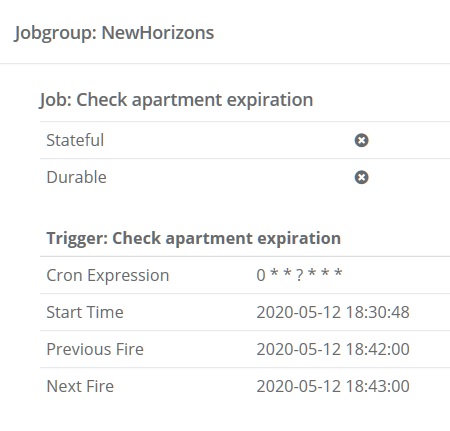 Jobgroup: NewHorizons
Job: Check apartment expiration
Stateful
Durable
Trigger: Check apartment expiration
Cron Expression 0 * * ? * * *
Start Time 2020-05-12 18:30:48
Previous Fire 2020-05-12 18:42:00
Next Fire 2020-05-12 18:43:00